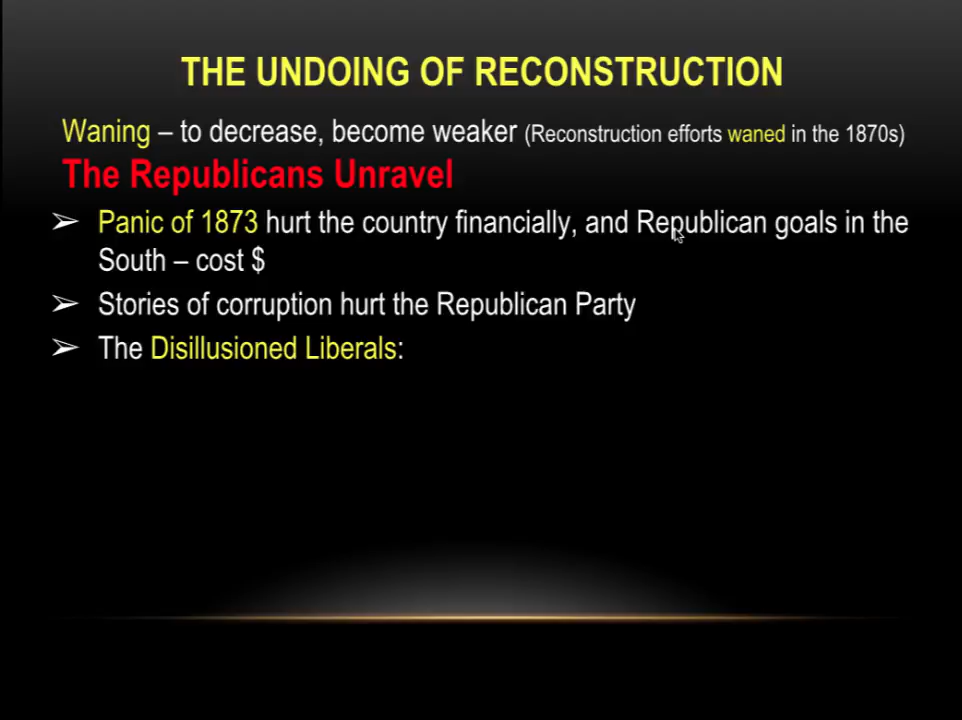 THE UNDOING OF RECONSTRUCTION
Waning – to decrease, become weaker (Reconstruction efforts waned in the 1870s)
The Republicans Unravel
➢ Panic of 1873 hurt the country financially, and Republican goals in the
South – cost $
➢ Stories of corruption hurt the Republican Party
➢ The Disillusioned Liberals: